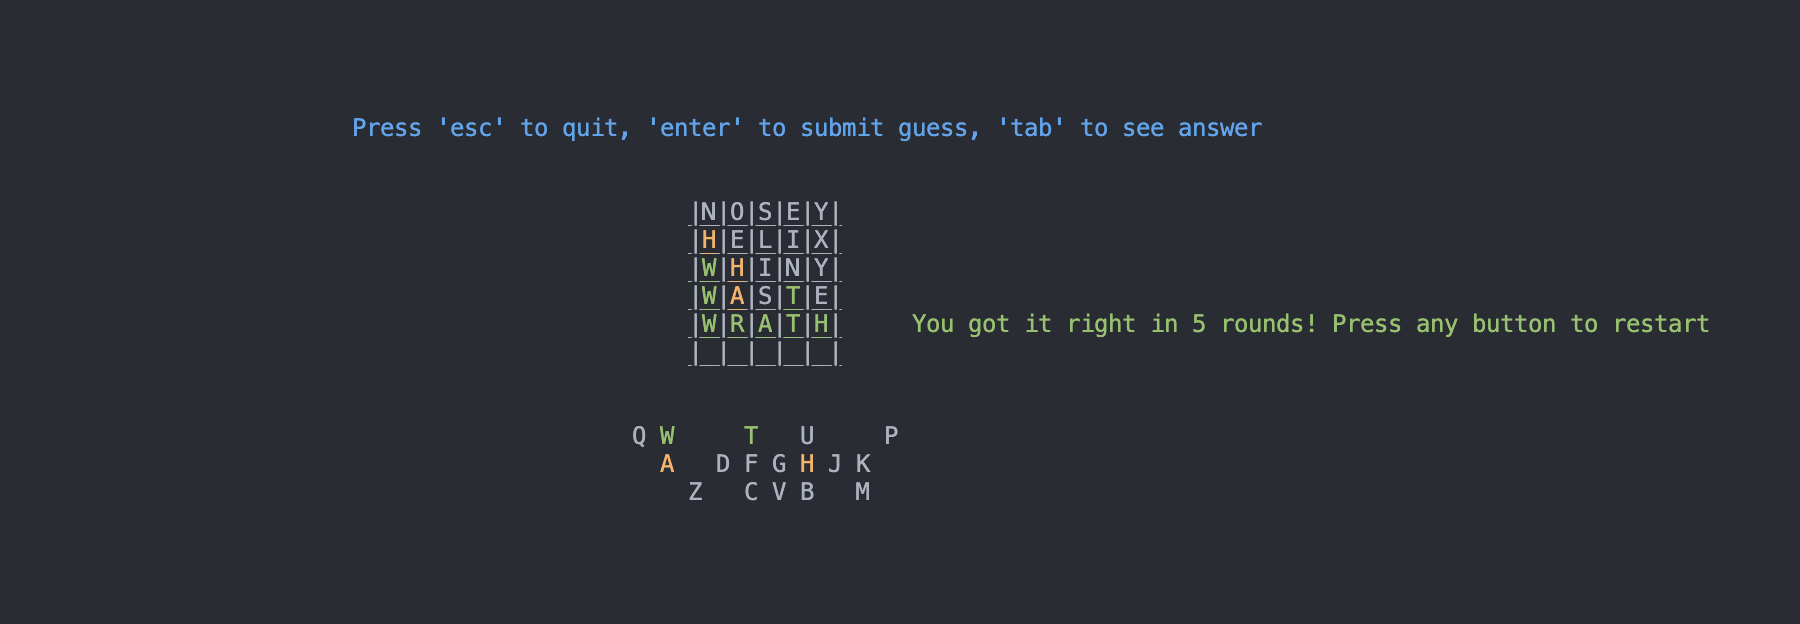 Press 'esc' to quit, 'enter' to submit guess, 'tab' to see answer
|N|O|S|E|Y|
|H|E|L|I|X|
|W|H|I|N|Y|
|W|A|S|T|E|
|W|R|A|T|H| You got it right in 5 rounds! Press any button to restart
|_|_|_|_|_|
Q W T U P
A D F G H J K
Z C V B M